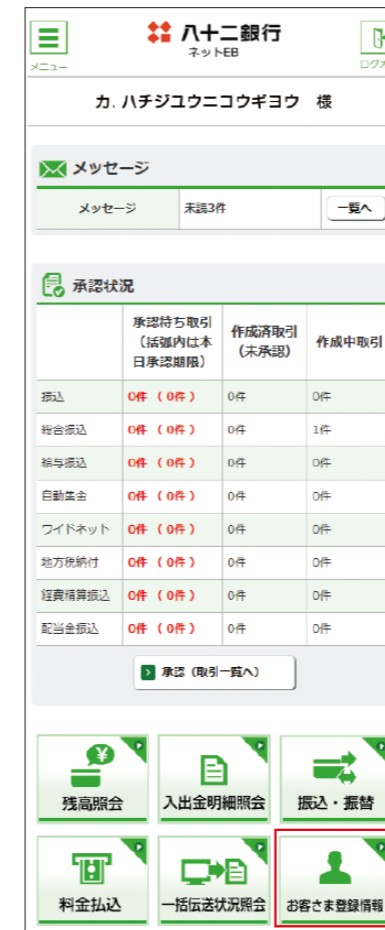 八十二銀行
ネットEB
メニュー
カ.ハチジユウニコウギヨウ 様
メッセージ
メッセージ 未読3件 一覧へ
承認状況
承認待ち取引
(括弧内は本
日承認期限)
作成済取引
(未承認)
作成中取引
振込 0件 (0件) 0件 0件
総合振込 0件 (0件) 0件 1件
給与振込 0件 (0件) 0件 0件
自動集金 0件 (0件) 0件 0件
ワイドネット 0件 (0件) 0件 0件
地方税納付 0件 (0件) 0件 0件
経費精算振込 0件 (0件) 0件 0件
配当金振込 0件 (0件) 0件 0件
承認(取引一覧へ)
残高照会 入出金明細照会 振込・振替
料金払込 一括伝送状況照会 お客さま登録情報